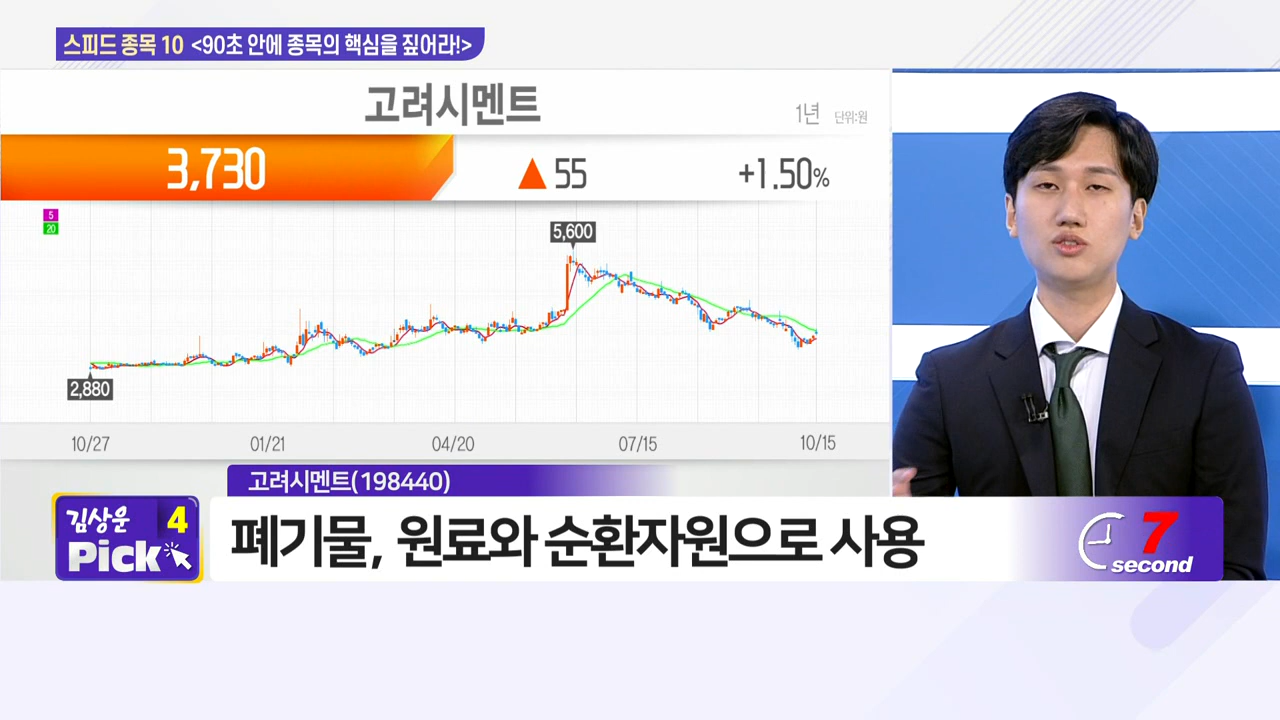 스피드 종목 10 <90초 안에 종목의 핵심을 짚어라!>
고려시멘트
1년 단위:원
3,730 ▲ 55 +1.50%
5
20
5,600
2,880
10/27 01/21 04/20 07/15 10/15
고려시멘트(198440)
김상운 4
Pick
폐기물, 원료와 순환자원으로 사용
7
second